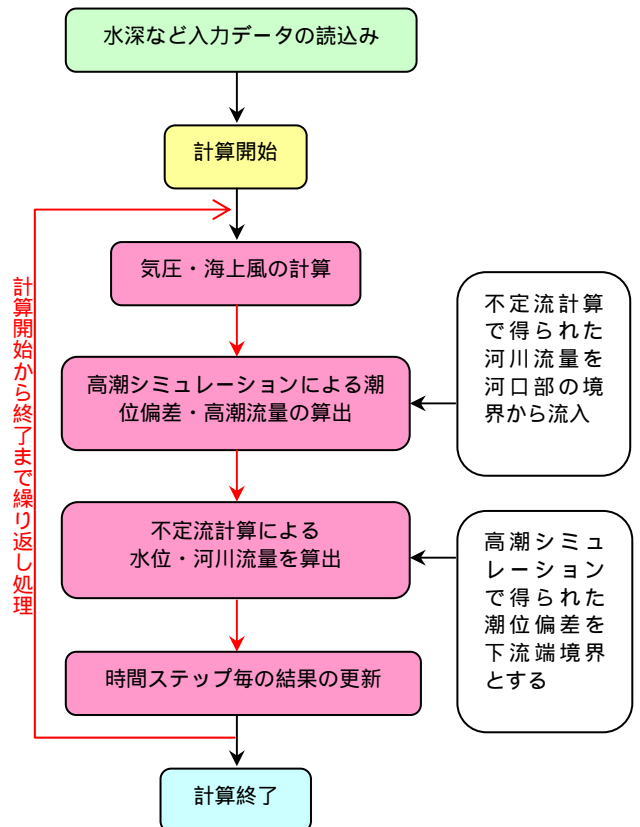 水深など入力データの読込み
計算開始
気圧・海上風の計算
高潮シミュレーションによる潮
位偏差・高潮流量の算出
不定流計算による
水位・河川流量を算出
時間ステップ毎の結果の更新
計算終了
計算開始から終了まで繰り返し処理
不定流計算
で得られた
河川流量を
河口部の境
界から流入
高潮シミュ
レーション
で得られた
潮位偏差を
下流端境界
とする